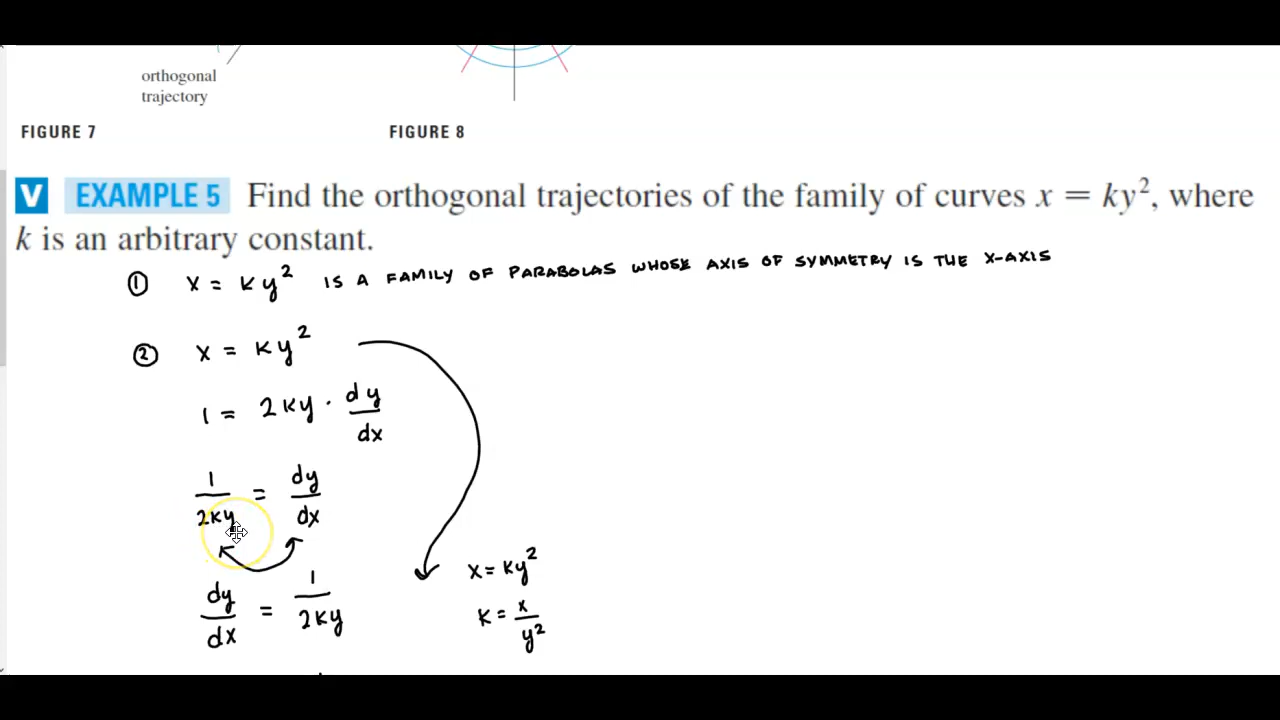 orthogonal
trajectory
FIGURE 7
FIGURE 8
V EXAMPLE 5 Find the orthogonal trajectories of the family of curves x = ky², where
k is an arbitrary constant.
① x = ky² IS A FAMILY OF PARABOLAS WHOSE AXIS OF SYMMETRY IS THE X-AXIS
② x = ky²
1 = 2ky · dy/dx
1/2ky = dy/dx
dy/dx = 1/2ky
x = ky²
k = x/y²